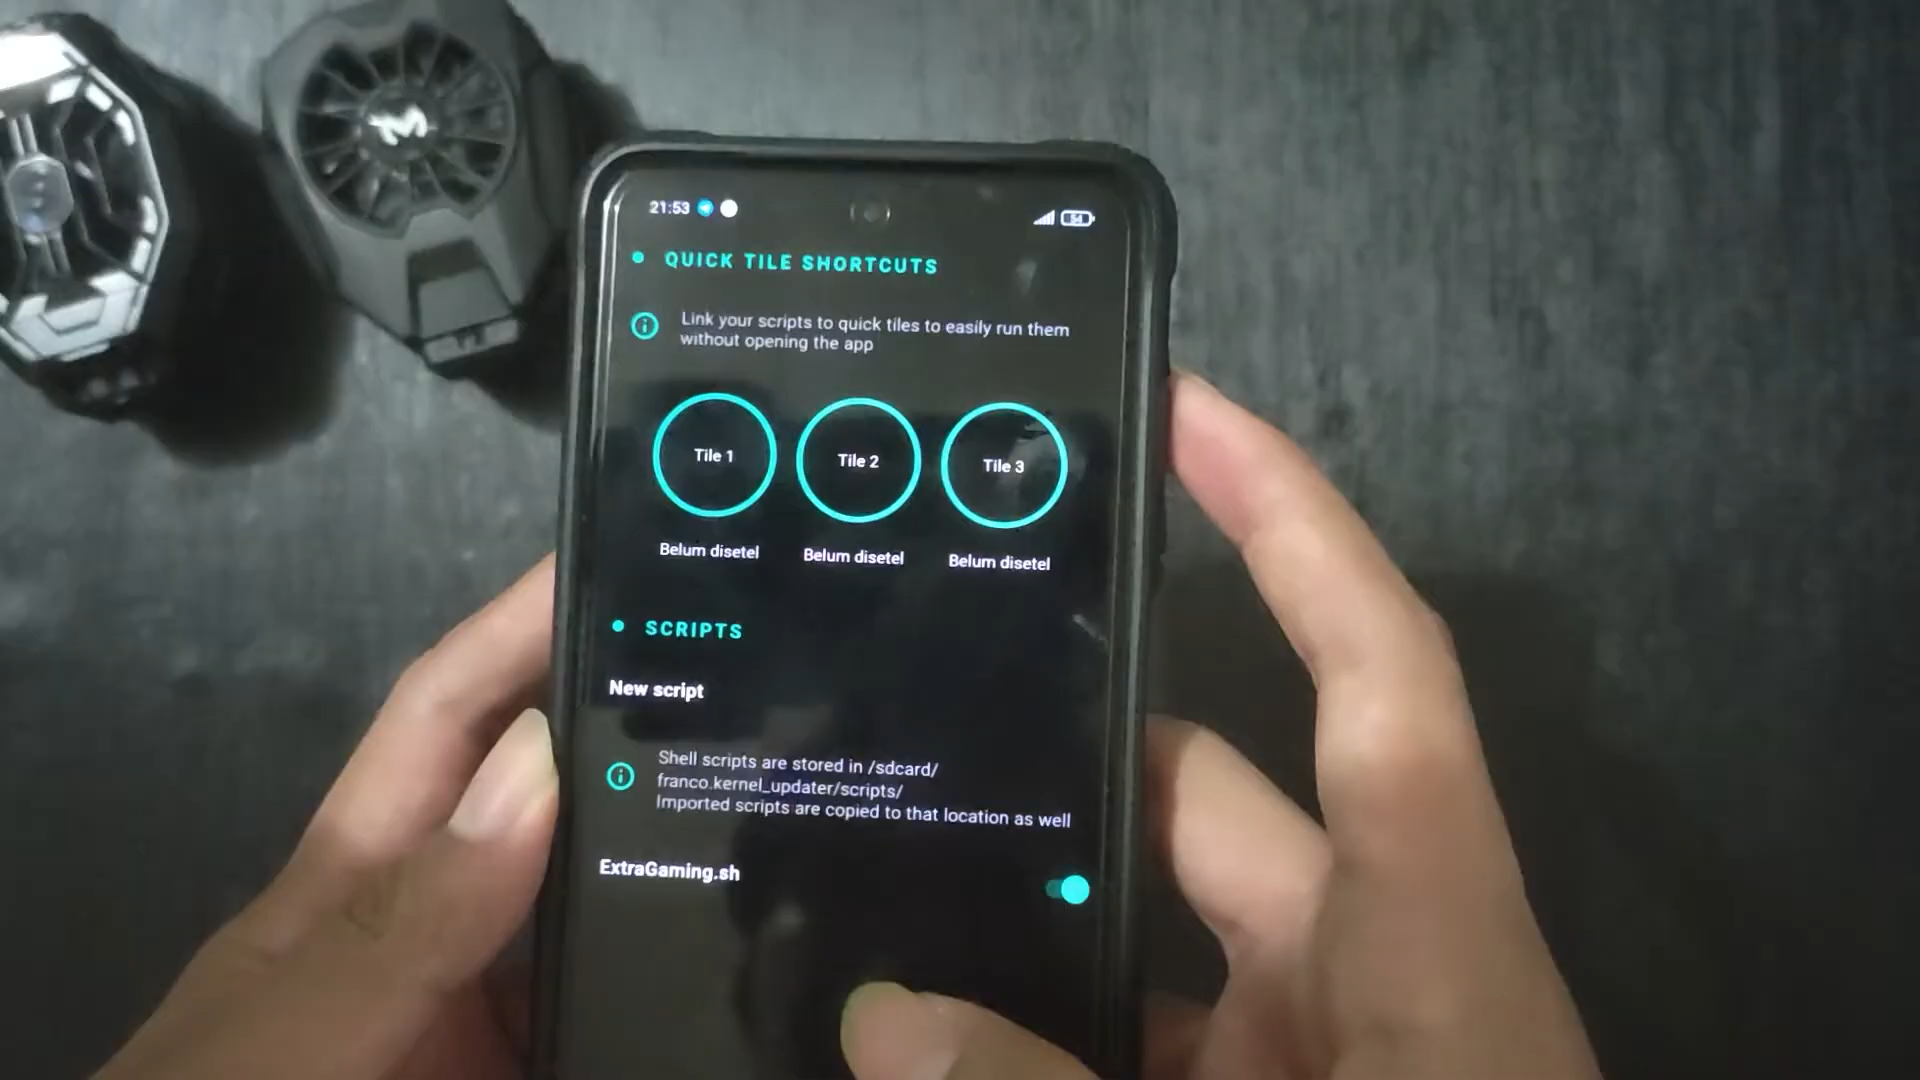 21:53
54
QUICK TILE SHORTCUTS
Link your scripts to quick tiles to easily run them
without opening the app
Tile 1
Tile 2
Tile 3
Belum disetel
Belum disetel
Belum disetel
SCRIPTS
New script
Shell scripts are stored in /sdcard/
franco.kernel_updater/scripts/
Imported scripts are copied to that location as well
ExtraGaming.sh